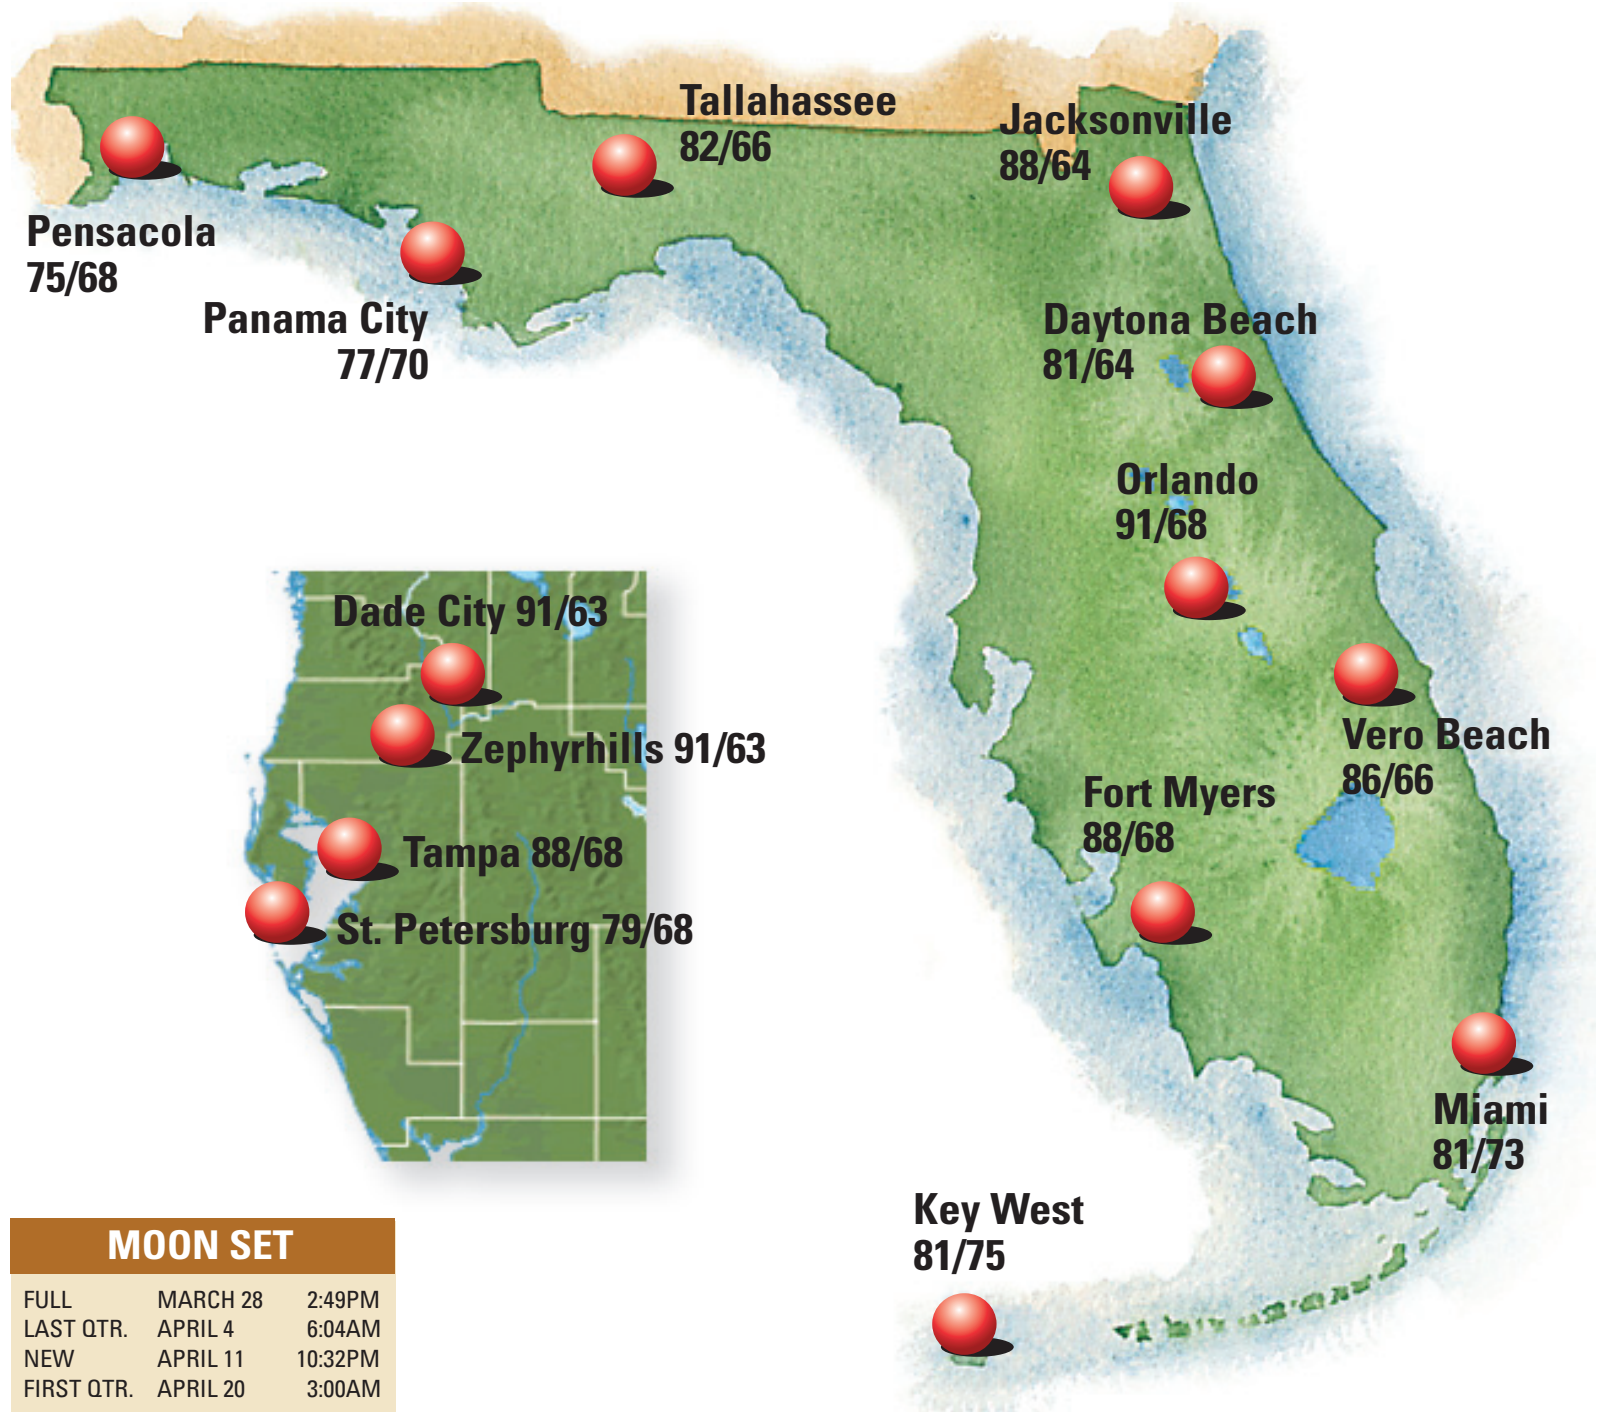 Tallahassee
82/66
Jacksonville
88/64
Pensacola
75/68
Panama City
77/70
Daytona Beach
81/64
Orlando
91/68
Dade City 91/63
Zephyrhills 91/63
Tampa 88/68
St. Petersburg 79/68
Vero Beach
86/66
Fort Myers
88/68
Miami
81/73
Key West
81/75
MOON SET
FULL MARCH 28 2:49PM
LAST QTR. APRIL 4 6:04AM
NEW APRIL 11 10:32PM
FIRST QTR. APRIL 20 3:00AM